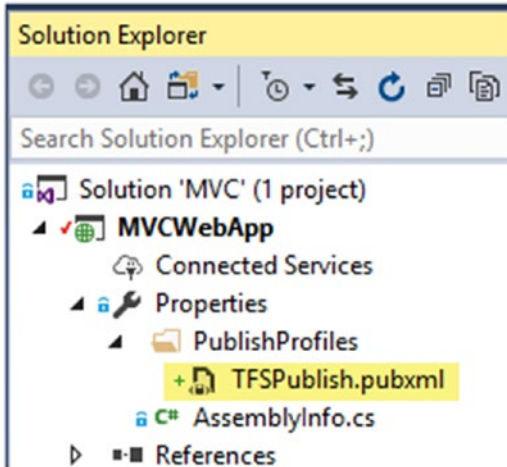 Solution Explorer
Search Solution Explorer (Ctrl+;)
Solution 'MVC' (1 project)
MVCWebApp
Connected Services
Properties
PublishProfiles
TFSPublish.pubxml
C# AssemblyInfo.cs
References